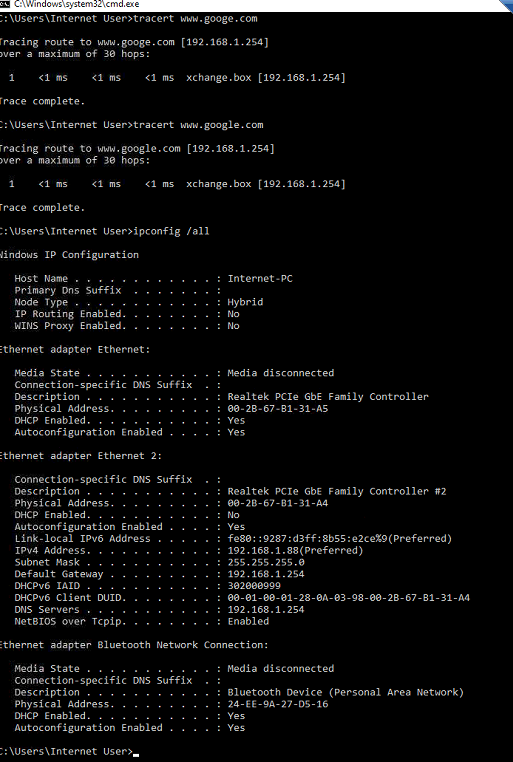 C:\Windows\system32\cmd.exe
C:\Users\Internet User>tracert www.googe.com
Tracing route to www.googe.com [192.168.1.254]
over a maximum of 30 hops:
1 <1 ms <1 ms <1 ms xchange.box [192.168.1.254]
Trace complete.
C:\Users\Internet User>tracert www.google.com
Tracing route to www.google.com [192.168.1.254]
over a maximum of 30 hops:
1 <1 ms <1 ms <1 ms xchange.box [192.168.1.254]
Trace complete.
C:\Users\Internet User>ipconfig /all
Windows IP Configuration
Host Name . . . . . . . . . . . . : Internet-PC
Primary Dns Suffix . . . . . . . :
Node Type . . . . . . . . . . . . : Hybrid
IP Routing Enabled. . . . . . . . : No
WINS Proxy Enabled. . . . . . . . : No
Ethernet adapter Ethernet:
Media State . . . . . . . . . . . : Media disconnected
Connection-specific DNS Suffix . :
Description . . . . . . . . . . . : Realtek PCIe GbE Family Controller
Physical Address. . . . . . . . . : 00-2B-67-B1-31-A5
DHCP Enabled. . . . . . . . . . . : Yes
Autoconfiguration Enabled . . . . : Yes
Ethernet adapter Ethernet 2:
Connection-specific DNS Suffix . :
Description . . . . . . . . . . . : Realtek PCIe GbE Family Controller #2
Physical Address. . . . . . . . . : 00-2B-67-B1-31-A4
DHCP Enabled. . . . . . . . . . . : No
Autoconfiguration Enabled . . . . : Yes
Link-local IPv6 Address . . . . . : fe80::9287:d3ff:8b55:e2ce%9(Preferred)
IPv4 Address. . . . . . . . . . . : 192.168.1.88(Preferred)
Subnet Mask . . . . . . . . . . . : 255.255.255.0
Default Gateway . . . . . . . . . : 192.168.1.254
DHCPv6 IAID . . . . . . . . . . . : 302000999
DHCPv6 Client DUID. . . . . . . . : 00-01-00-01-28-0A-03-98-00-2B-67-B1-31-A4
DNS Servers . . . . . . . . . . . : 192.168.1.254
NetBIOS over Tcpip. . . . . . . . : Enabled
Ethernet adapter Bluetooth Network Connection:
Media State . . . . . . . . . . . : Media disconnected
Connection-specific DNS Suffix . :
Description . . . . . . . . . . . : Bluetooth Device (Personal Area Network)
Physical Address. . . . . . . . . : 24-EE-9A-27-D5-16
DHCP Enabled. . . . . . . . . . . : Yes
Autoconfiguration Enabled . . . . : Yes
C:\Users\Internet User>